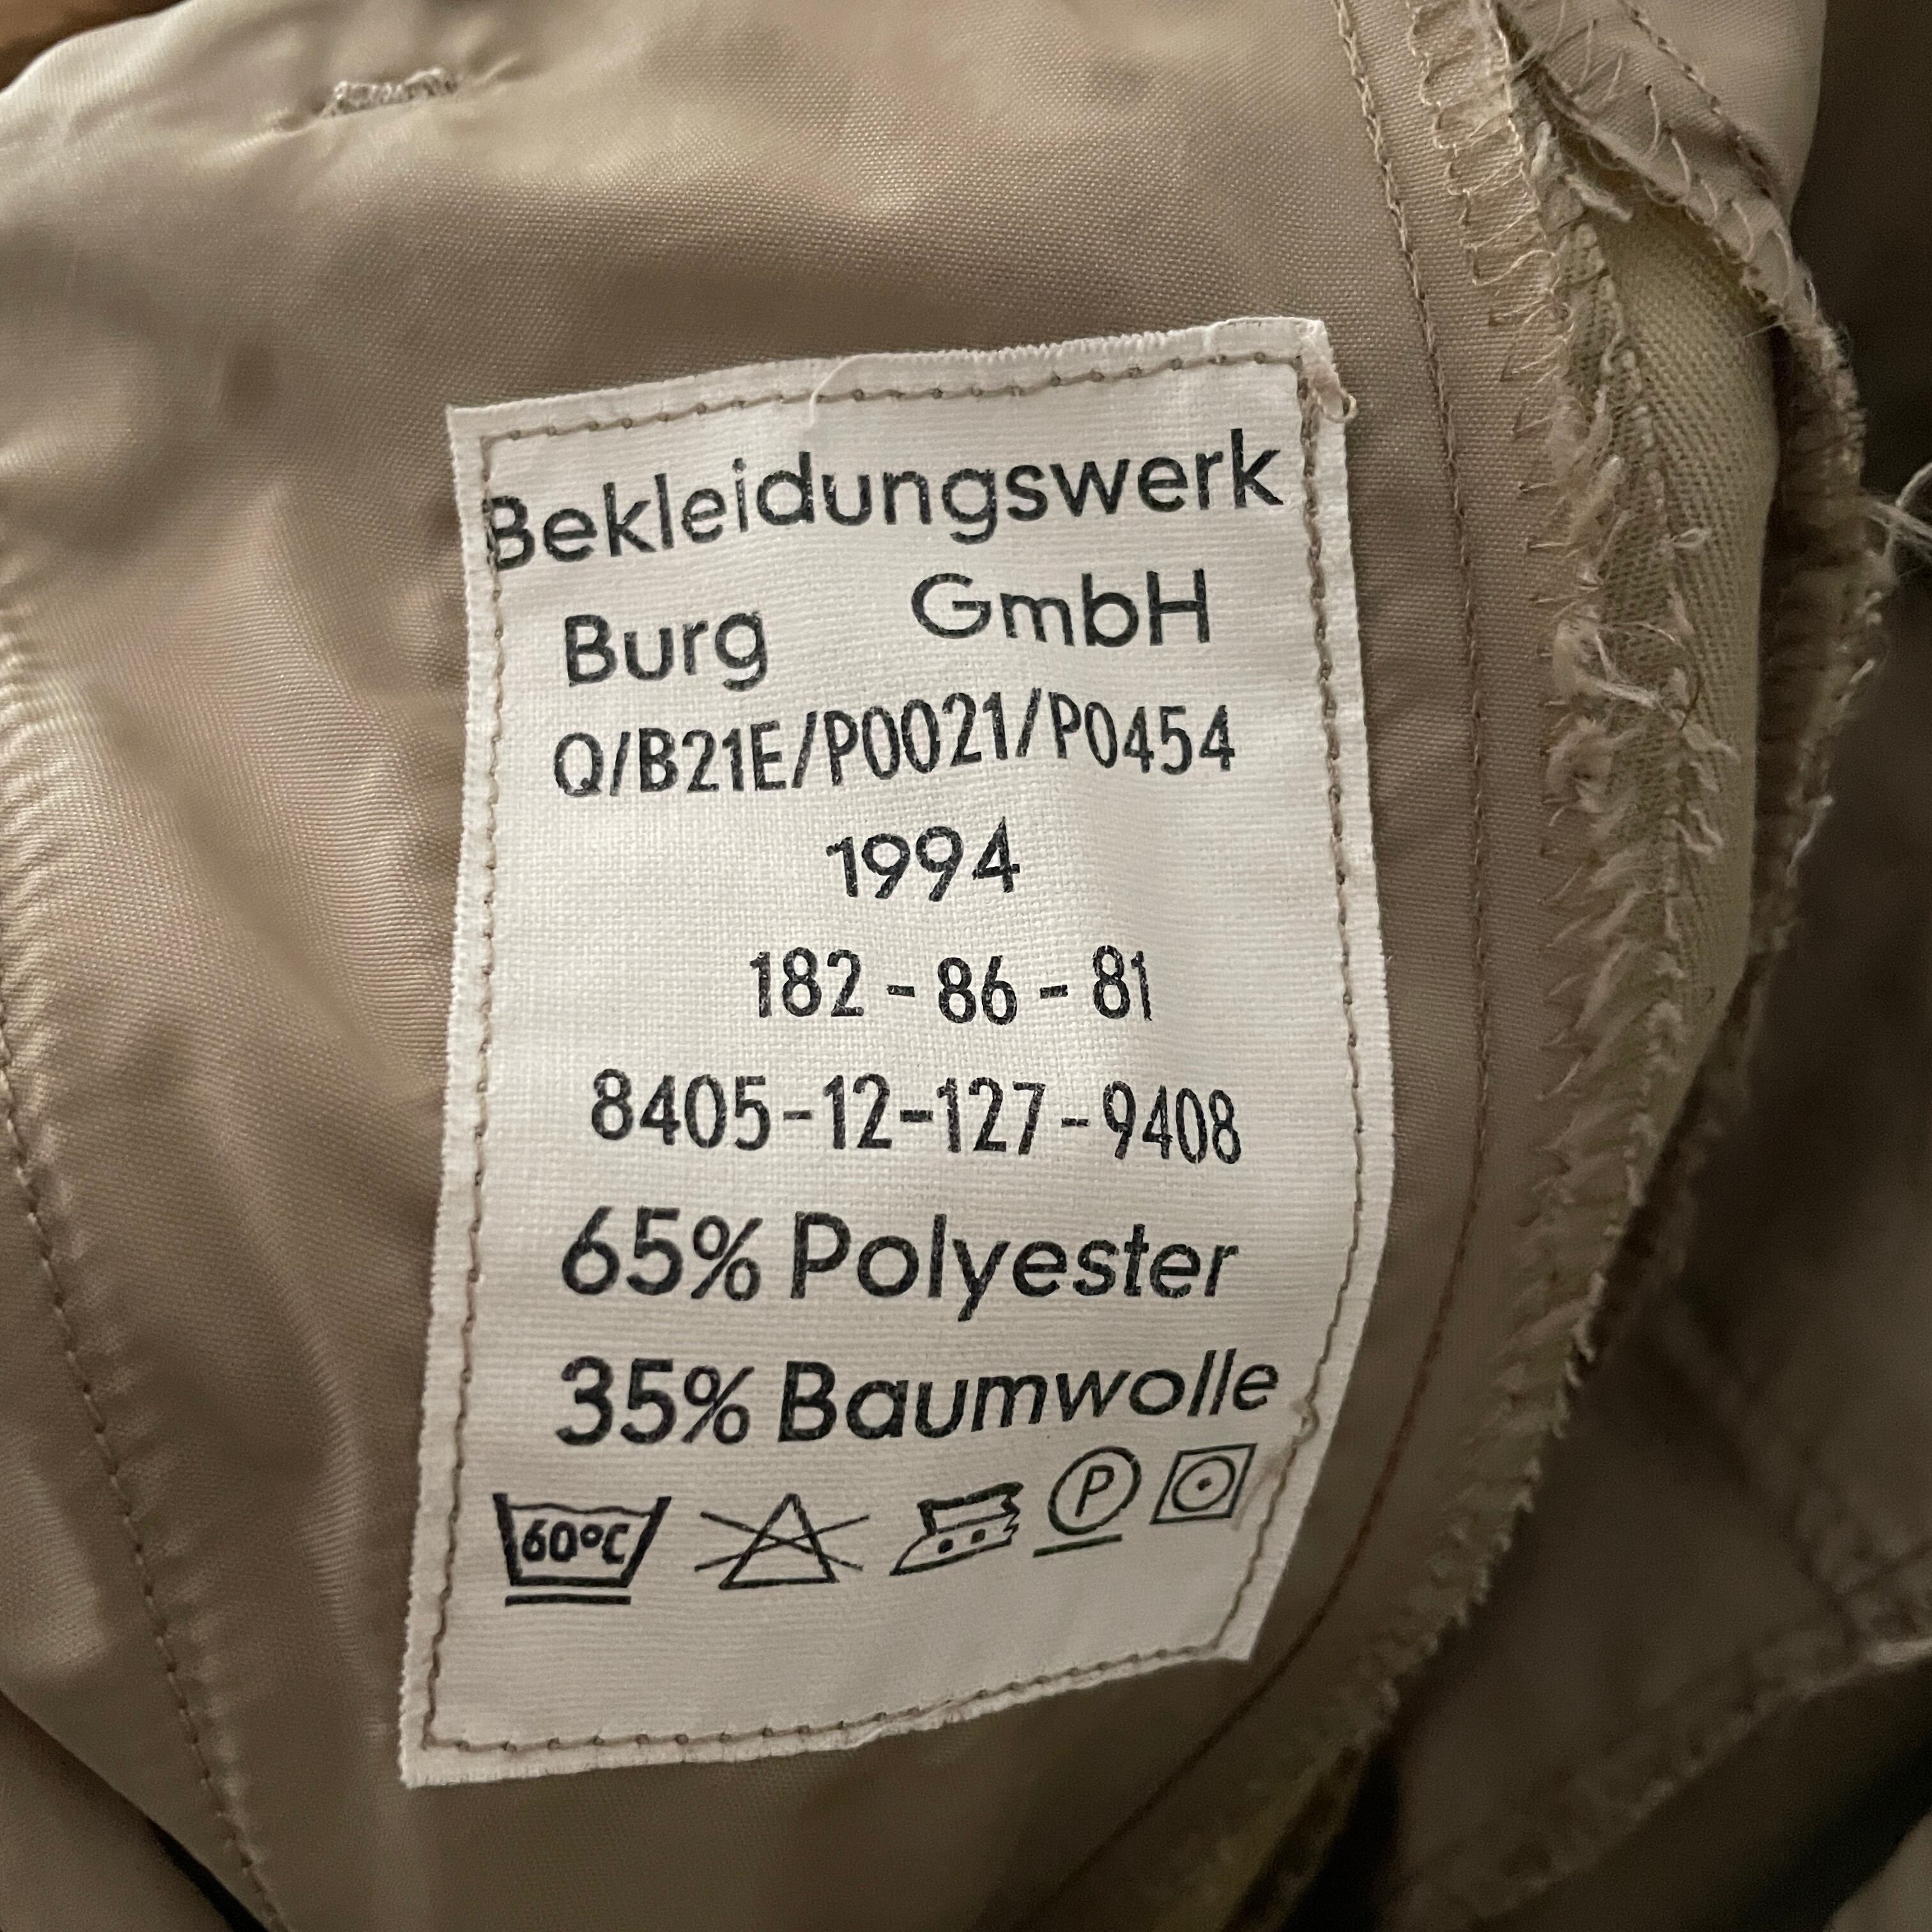 Bekleidungswerk
Burg GmbH
Q/B21E/P0021/P0454
1994
182 - 86 - 81
8405-12-127-9408
65% Polyester
35% Baumwolle
60°C P